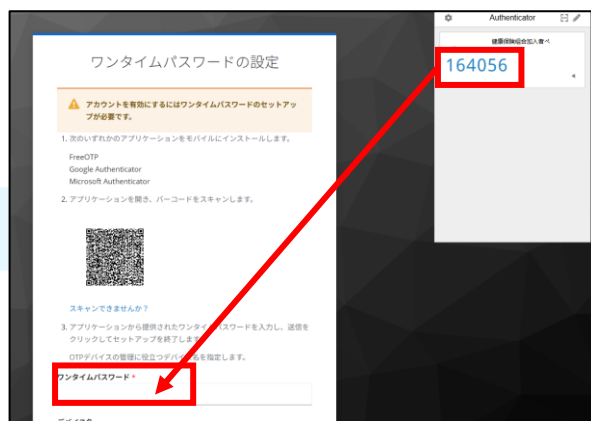 ワンタイムパスワードの設定
アカウントを有効にするにはワンタイムパスワードのセットアッ
プが必要です。
1. 次のいずれかのアプリケーションをモバイルにインストールします。
FreeOTP
Google Authenticator
Microsoft Authenticator
2. アプリケーションを開き、バーコードをスキャンします。
スキャンできませんか?
3. アプリケーションから提供されたワンタイムパスワードを入力し、送信を
クリックしてセットアップを終了します
OTPデバイスの管理に役立つデバイス名を指定します。
ワンタイムパスワード *
Authenticator
164056